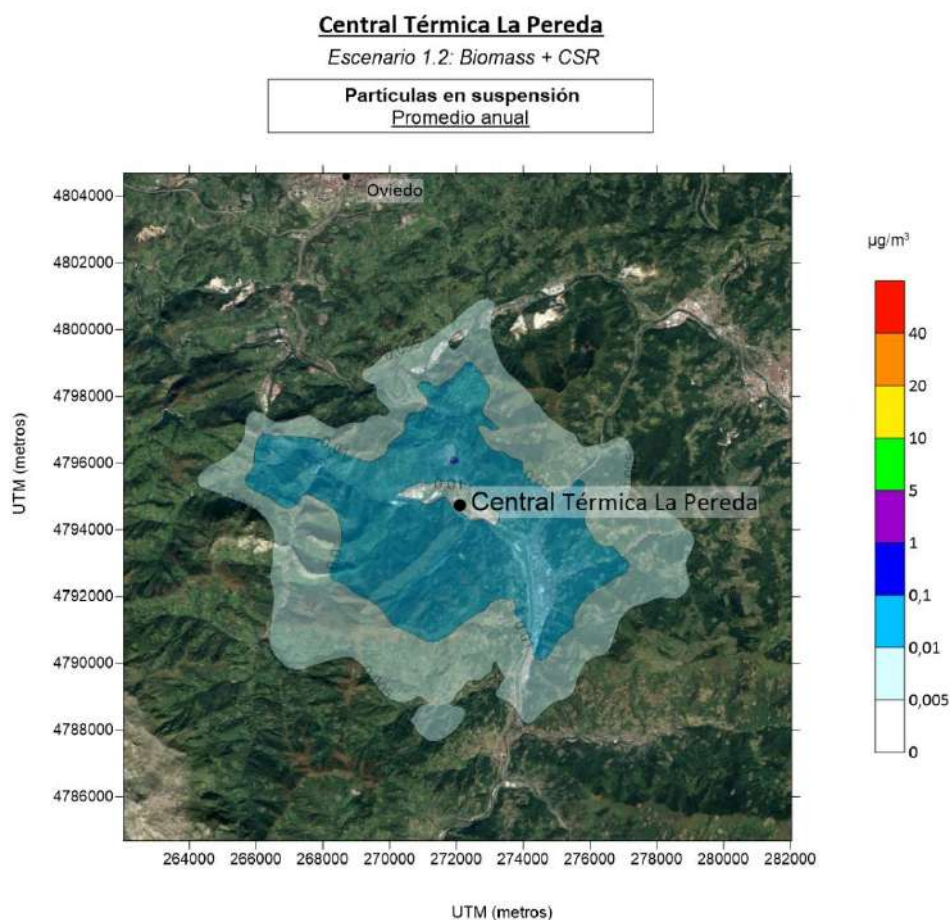 Central Térmica La Pereda
Escenario 1.2: Biomass + CSR
Partículas en suspensión
Promedio anual
Oviedo
Central Térmica La Pereda
0.01
UTM (metros)
4804000
4802000
4800000
4798000
4796000
4794000
4792000
4790000
4788000
4786000
264000 266000 268000 270000 272000 274000 276000 278000 280000 282000
UTM (metros)
µg/m³
40
20
10
5
1
0,1
0,01
0,005
0